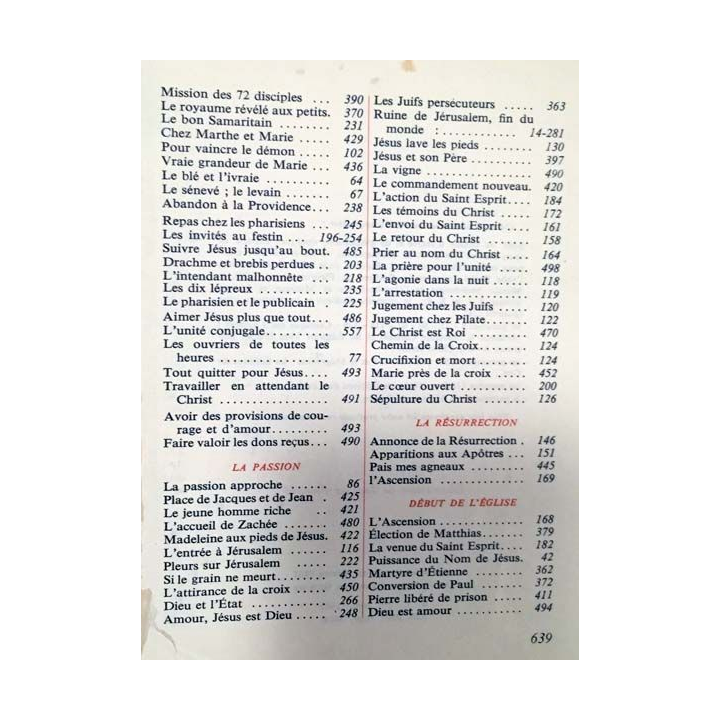 Mission des 72 disciples ... 390
Le royaume révélé aux petits. 370
Le bon Samaritain ........ 231
Chez Marthe et Marie ..... 429
Pour vaincre le démon .... 102
Vraie grandeur de Marie ... 436
Le blé et l'ivraie .......... 64
Le sénevé ; le levain ....... 67
Abandon à la Providence... 238
Repas chez les pharisiens ... 245
Les invités au festin ... 196-254
Suivre Jésus jusqu'au bout. 485
Drachme et brebis perdues .. 203
L'intendant malhonnête ... 218
Les dix lépreux ........... 235
Le pharisien et le publicain . 225
Aimer Jésus plus que tout... 486
L'unité conjugale.......... 557
Les ouvriers de toutes les
heures ................. 77
Tout quitter pour Jésus.... 493
Travailler en attendant le
Christ .................. 491
Avoir des provisions de cou-
rage et d'amour......... 493
Faire valoir les dons reçus... 490
LA PASSION
La passion approche ...... 86
Place de Jacques et de Jean . 425
Le jeune homme riche .. 421
L'accueil de Zachée ....... 480
Madeleine aux pieds de Jésus. 422
L'entrée à Jérusalem ...... 116
Pleurs sur Jérusalem ...... 222
Si le grain ne meurt........ 435
L'attirance de la croix ..... 450
Dieu et l'État ............ 266
Amour, Jésus est Dieu ..... 248
Les Juifs persécuteurs ..... 363
Ruine de Jérusalem, fin du
monde : ............ 14-281
Jésus lave les pieds ........ 130
Jésus et son Père.......... 397
La vigne ................. 490
Le commandement nouveau. 420
L'action du Saint Esprit.... 184
Les témoins du Christ ..... 172
L'envoi du Saint Esprit .... 161
Le retour du Christ ....... 158
Prier au nom du Christ .... 164
La prière pour l'unité ..... 498
L'agonie dans la nuit ...... 118
L'arrestation ............. 119
Jugement chez les Juifs .... 120
Jugement chez Pilate....... 122
Le Christ est Roi ......... 470
Chemin de la Croix........ 124
Crucifixion et mort ........ 124
Marie près de la croix ..... 452
Le cœur ouvert ........... 200
Sépulture du Christ ....... 126
LA RÉSURRECTION
Annonce de la Résurrection . 146
Apparitions aux Apôtres ... 151
Pais mes agneaux ......... 445
l'Ascension ............... 169
DÉBUT DE L'ÉGLISE
L'Ascension .............. 168
Élection de Matthias....... 379
La venue du Saint Esprit.... 182
Puissance du Nom de Jésus. 42
Martyre d'Étienne ........ 362
Conversion de Paul ....... 372
Pierre libéré de prison ..... 411
Dieu est amour ........... 494
639